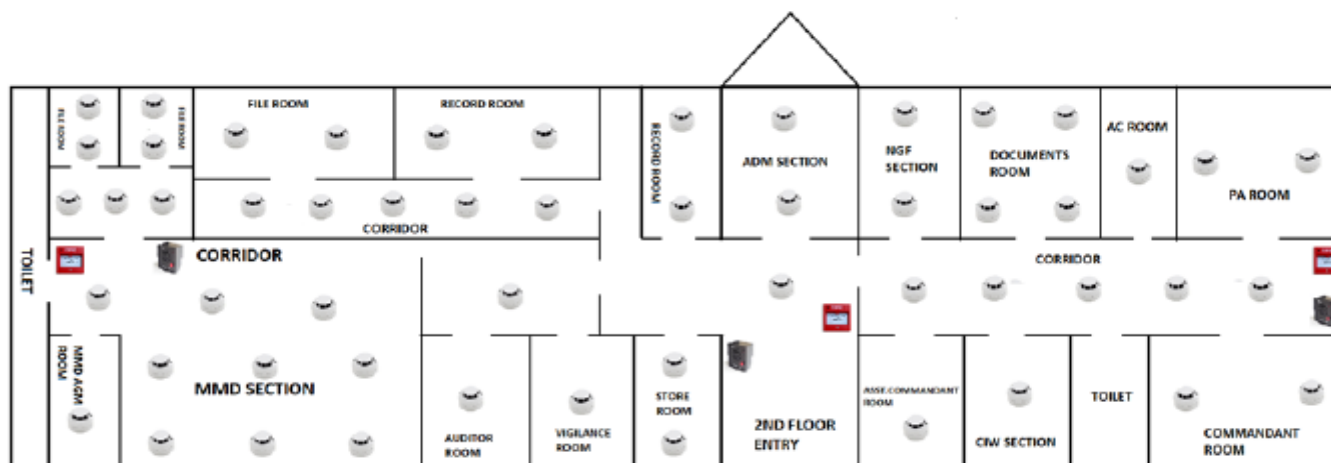 FILE ROOM
FILE ROOM
FILE ROOM
RECORD ROOM
RECORD ROOM
ADM SECTION
NGF
SECTION
DOCUMENTS
ROOM
AC ROOM
PA ROOM
CORRIDOR
TOILET
CORRIDOR
CORRIDOR
MMD AGM
ROOM
MMD SECTION
AUDITOR
ROOM
VIGILANCE
ROOM
STORE
ROOM
2ND FLOOR
ENTRY
ASST.COMMANDANT
ROOM
CIW SECTION
TOILET
COMMANDANT
ROOM